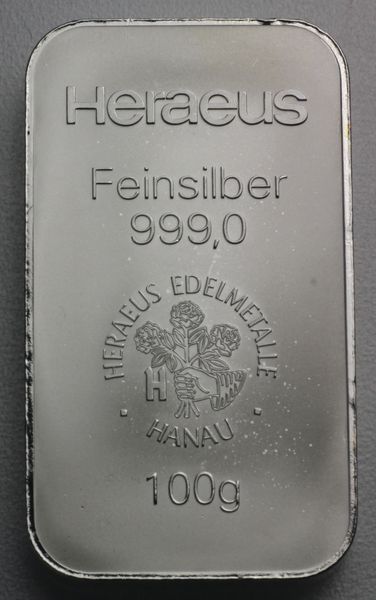 Heraeus
Feinsilber
999,0
HERAEUS EDELMETALLE
H
· HANAU ·
100g